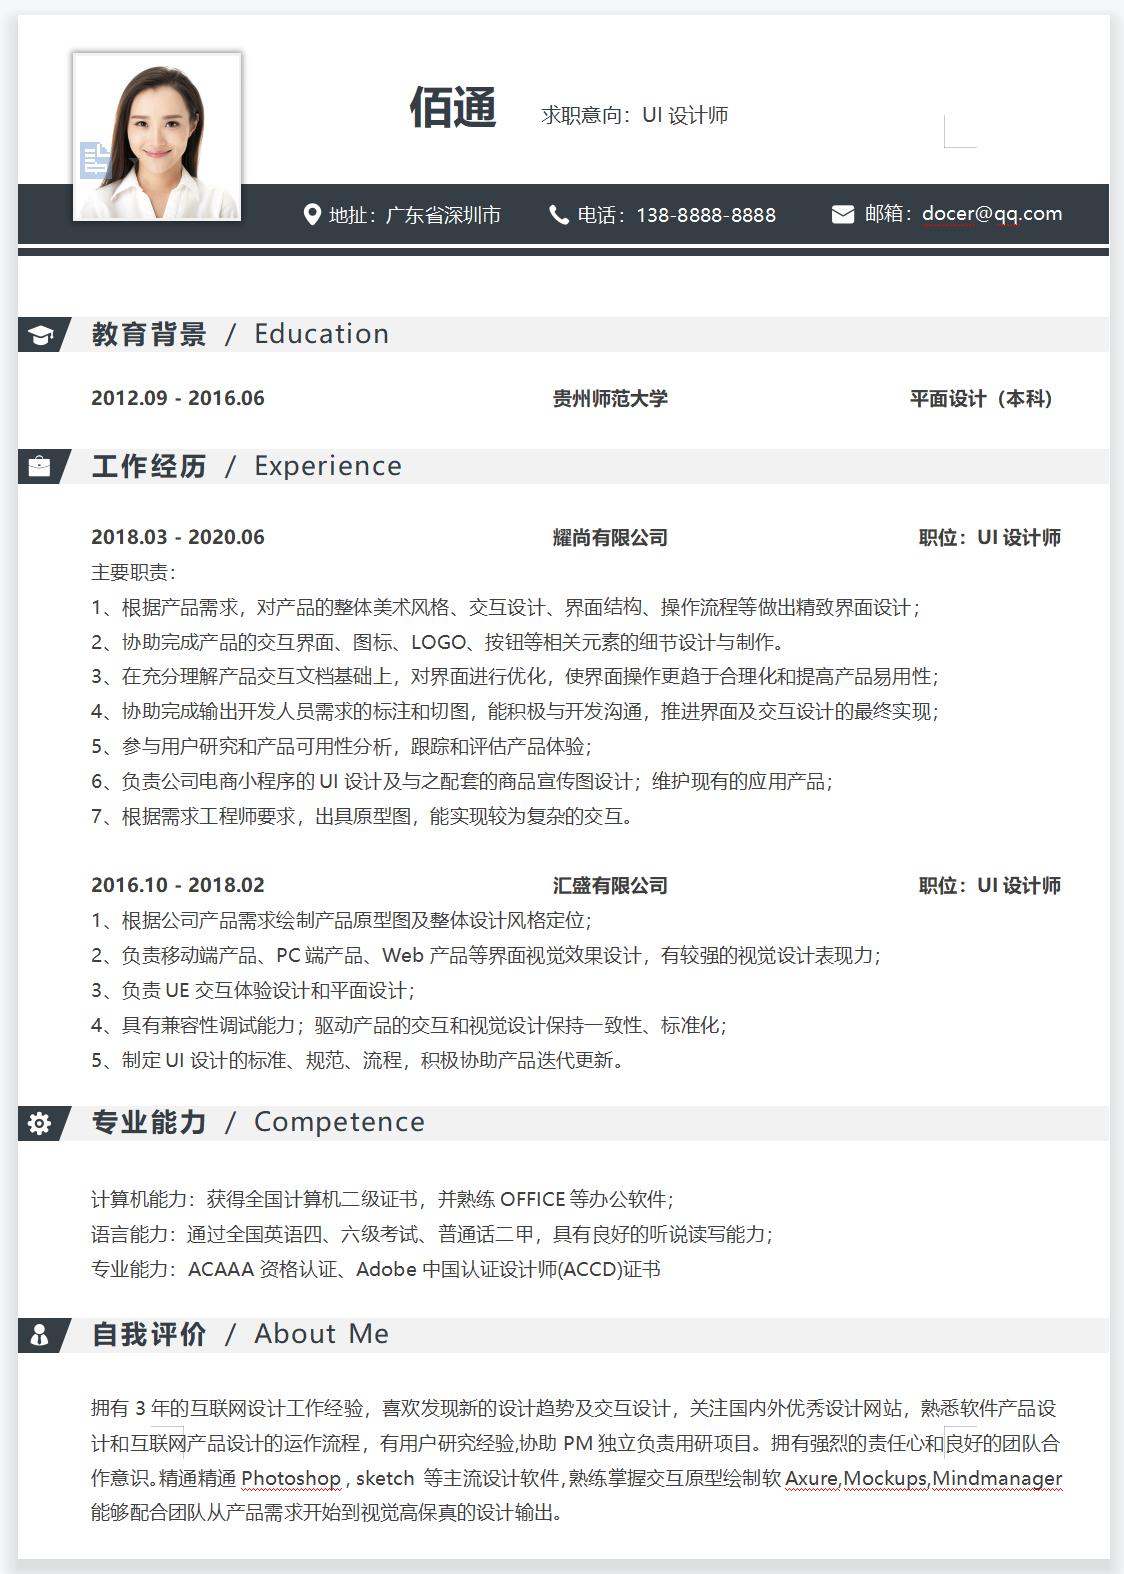 佰通 求职意向：UI 设计师
地扯：广东省深圳市 电话：138-8888-8888 邮箱：docer@qq.com
教育背景 / Education
2012.09 - 2016.06 贵州师范大学 平面设计（本科）
工作经历 / Experience
2018.03 - 2020.06 耀尚有限公司 职位：UI 设计师
主要职责：
1、根据产品需求，对产品的整体美术风格、交互设计、界面结构、操作流程等做出精致界面设计；
2、协助完成产品的交互界面、图标、LOGO、按钮等相关元素的细节设计与制作。
3、在充分理解产品交互文档基础上，对界面进行优化，使界面操作更趋于合理化和提高产品易用性；
4、协助完成输出开发人员需求的标注和切图，能积极与开发沟通，推进界面及交互设计的最终实现；
5、参与用户研究和产品可用性分析，跟踪和评估产品体验；
6、负责公司电商小程序的 UI 设计及与之配套的商品宣传图设计；维护现有的应用产品；
7、根据需求工程师要求，出具原型图，能实现较为复杂的交互。
2016.10 - 2018.02 汇盛有限公司 职位：UI 设计师
1、根据公司产品需求绘制产品原型图及整体设计风格定位；
2、负责移动端产品、PC 端产品、Web 产品等界面视觉效果设计，有较强的视觉设计表现力；
3、负责 UE 交互体验设计和平面设计；
4、具有兼容性调试能力；驱动产品的交互和视觉设计保持一致性、标准化；
5、制定 UI 设计的标准、规范、流程，积极协助产品迭代更新。
专业能力 / Competence
计算机能力：获得全国计算机二级证书，并熟练 OFFICE 等办公软件；
语言能力：通过全国英语四、六级考试、普通话二甲，具有良好的听说读写能力；
专业能力：ACAAA 资格认证、Adobe 中国认证设计师(ACCD)证书
自我评价 / About Me
拥有 3 年的互联网设计工作经验，喜欢发现新的设计趋势及交互设计，关注国内外优秀设计网站，熟悉软件产品设
计和互联网产品设计的运作流程，有用户研究经验,协助 PM 独立负责用研项目。拥有强烈的责任心和良好的团队合
作意识。精通精通 Photoshop , sketch 等主流设计软件,熟练掌握交互原型绘制软 Axure,Mockups,Mindmanager
能够配合团队从产品需求开始到视觉高保真的设计输出。